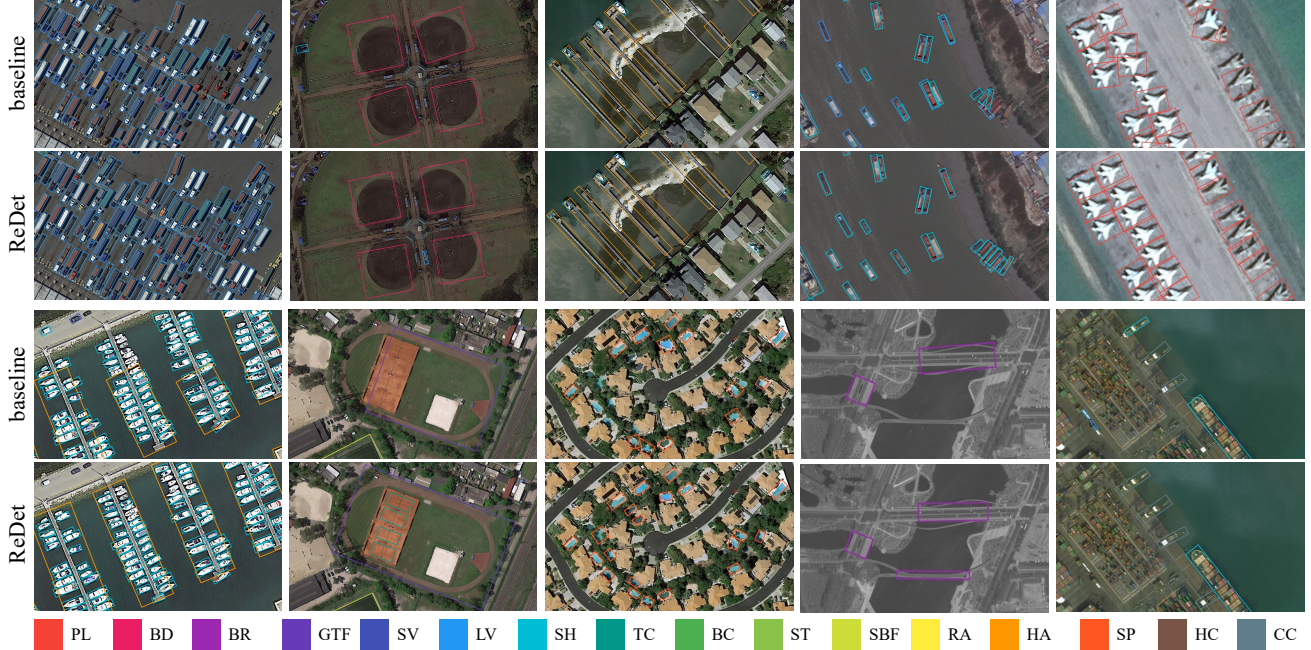 baseline
ReDet
baseline
ReDet
PL BD BR GTF SV LV SH TC BC ST SBF RA HA SP HC CC